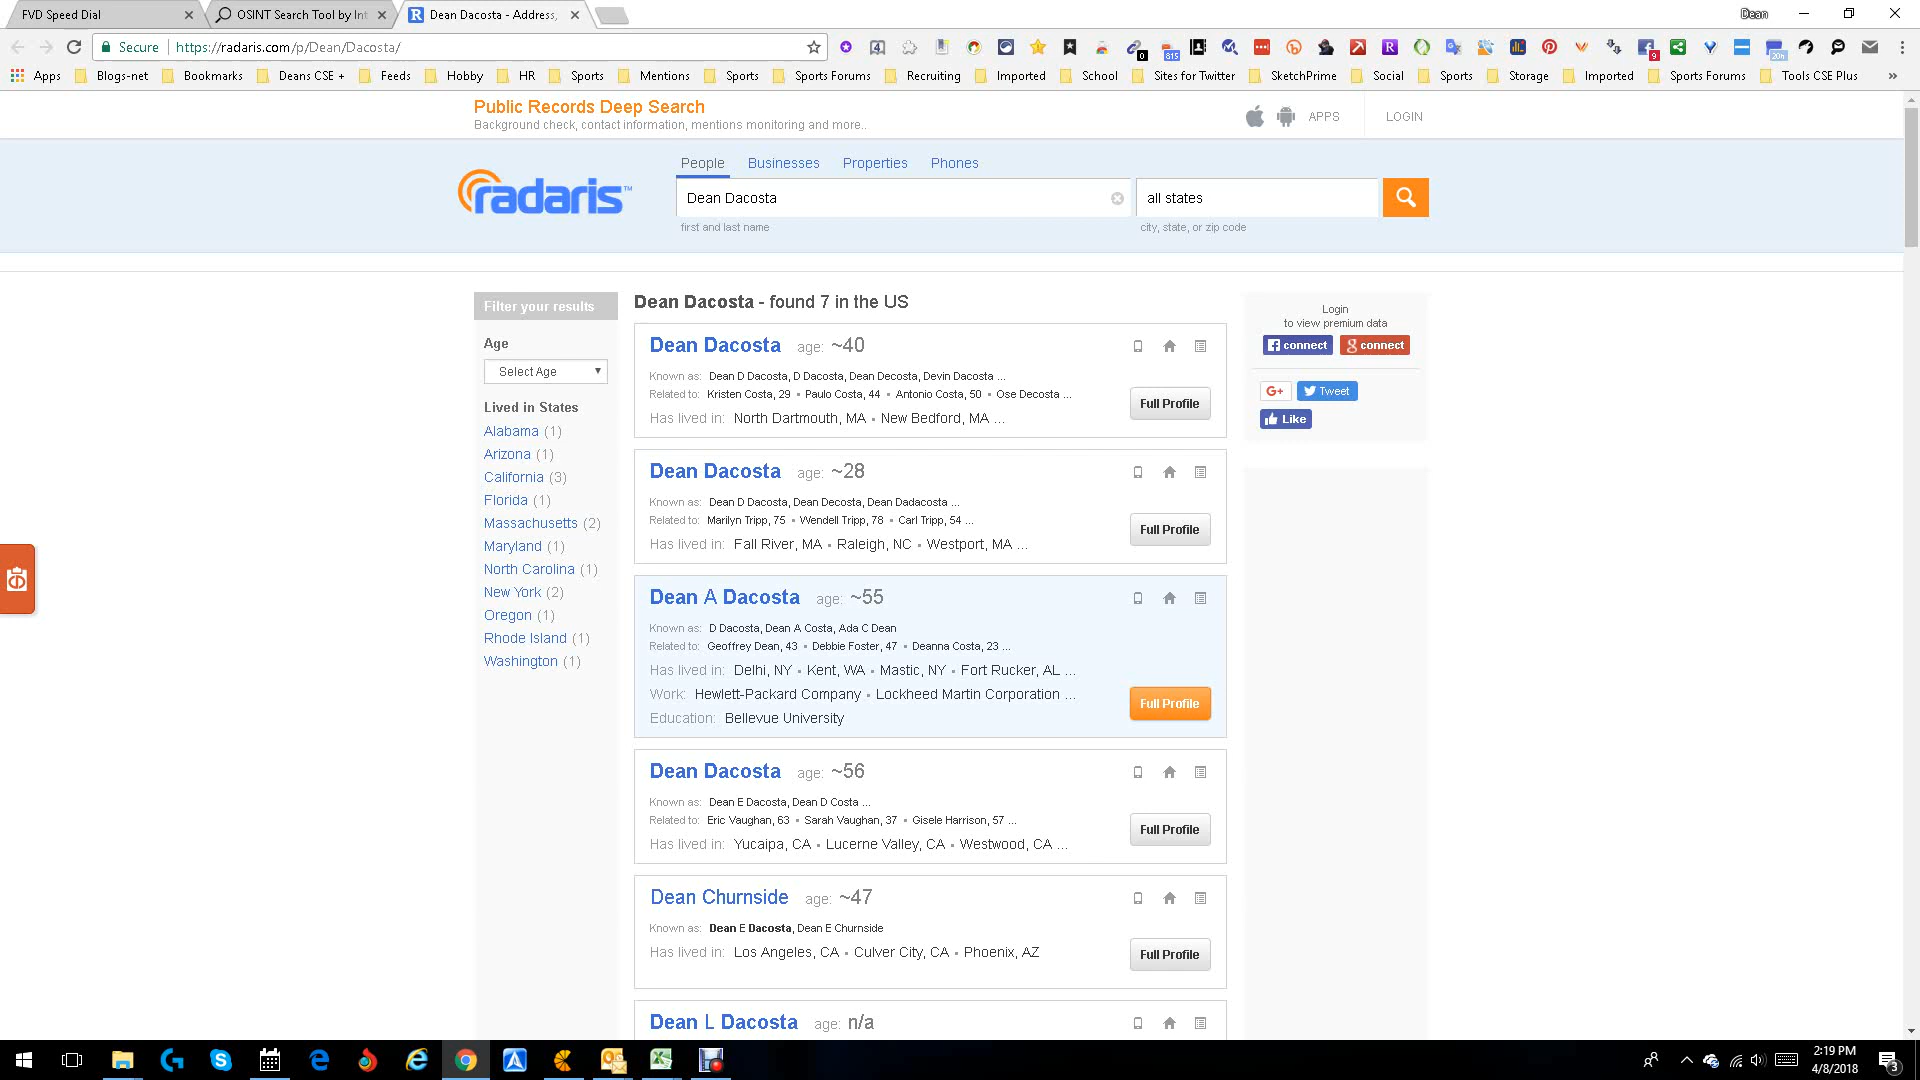 FVD Speed Dial
OSINT Search Tool by Int
Dean Dacosta - Address,
Dean
Secure
https://radaris.com/p/Dean/Dacosta/
Apps
Blogs-net
Bookmarks
Deans CSE +
Feeds
Hobby
HR
Sports
Mentions
Sports
Sports Forums
Recruiting
Imported
School
Sites for Twitter
SketchPrime
Social
Sports
Storage
Imported
Sports Forums
Tools CSE Plus
»
Public Records Deep Search
Background check, contact information, mentions monitoring and more..
APPS
LOGIN
radaris™
People
Businesses
Properties
Phones
Dean Dacosta
all states
first and last name
city, state, or zip code
Filter your results
Age
Select Age
Lived in States
Alabama (1)
Arizona (1)
California (3)
Florida (1)
Massachusetts (2)
Maryland (1)
North Carolina (1)
New York (2)
Oregon (1)
Rhode Island (1)
Washington (1)
Dean Dacosta - found 7 in the US
Dean Dacosta age: ~40
Known as: Dean D Dacosta, D Dacosta, Dean Decosta, Devin Dacosta ...
Related to: Kristen Costa, 29 • Paulo Costa, 44 • Antonio Costa, 50 • Ose Decosta ...
Has lived in: North Dartmouth, MA • New Bedford, MA ...
Full Profile
Dean Dacosta age: ~28
Known as: Dean D Dacosta, Dean Decosta, Dean Dadacosta ...
Related to: Marilyn Tripp, 75 • Wendell Tripp, 78 • Carl Tripp, 54 ...
Has lived in: Fall River, MA • Raleigh, NC • Westport, MA ...
Full Profile
Dean A Dacosta age: ~55
Known as: D Dacosta, Dean A Costa, Ada C Dean
Related to: Geoffrey Dean, 43 • Debbie Foster, 47 • Deanna Costa, 23 ...
Has lived in: Delhi, NY • Kent, WA • Mastic, NY • Fort Rucker, AL ...
Work: Hewlett-Packard Company • Lockheed Martin Corporation ...
Education: Bellevue University
Full Profile
Dean Dacosta age: ~56
Known as: Dean E Dacosta, Dean D Costa ...
Related to: Eric Vaughan, 63 • Sarah Vaughan, 37 • Gisele Harrison, 57 ...
Has lived in: Yucaipa, CA • Lucerne Valley, CA • Westwood, CA ...
Full Profile
Dean Churnside age: ~47
Known as: Dean E Dacosta, Dean E Churnside
Has lived in: Los Angeles, CA • Culver City, CA • Phoenix, AZ
Full Profile
Dean L Dacosta age: n/a
Login
to view premium data
connect
connect
G+
Tweet
Like
2:19 PM
4/8/2018
3